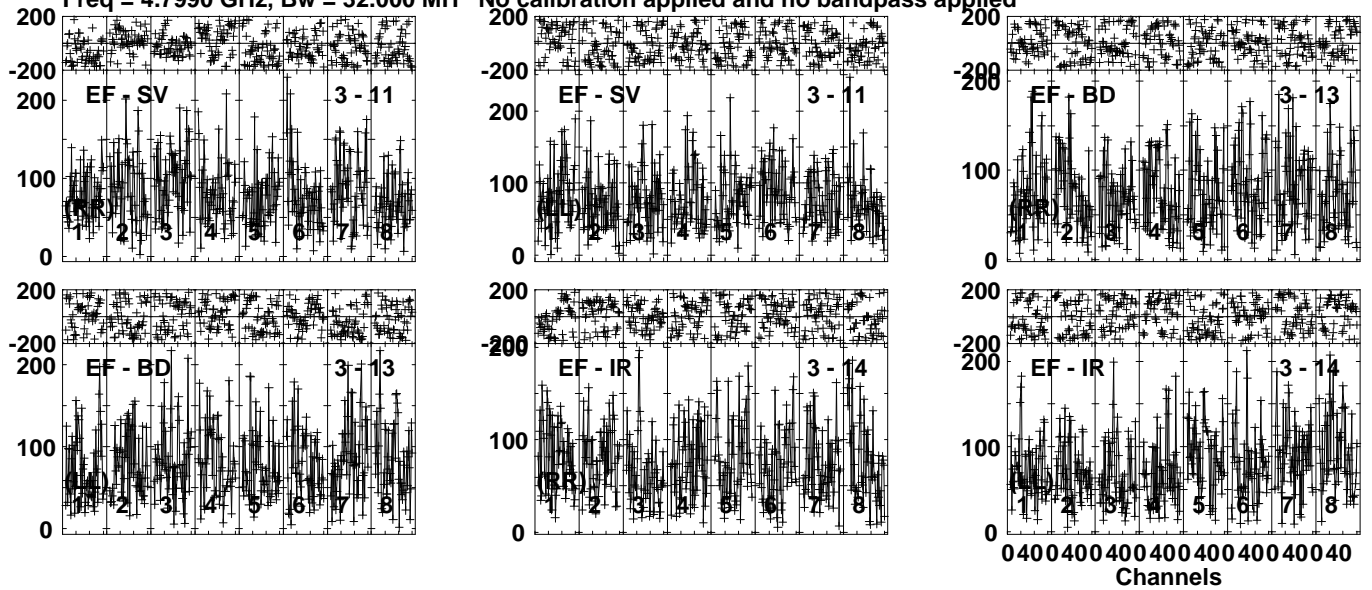 Freq = 4.7990 GHz, Bw = 32.000 MH No calibration applied and no bandpass applied
200 200 200
-200 -200 -200
EF - SV 3 - 11 EF - SV 3 - 11 EF - BD 3 - 13
200 200 200
100 100 100
(RR) (LL) (RR)
1 2 3 4 5 6 7 8 1 2 3 4 5 6 7 8 1 2 3 4 5 6 7 8
0 0 0
200 200 200
-200 -200 -200
EF - BD 3 - 13 EF - IR 3 - 14 EF - IR 3 - 14
200 200 200
100 100 100
(LL) (RR) (LL)
1 2 3 4 5 6 7 8 1 2 3 4 5 6 7 8 1 2 3 4 5 6 7 8
0 0 0
0 40 0 40 0 40 0 40 0 40 0 40 0 40 0 40
Channels